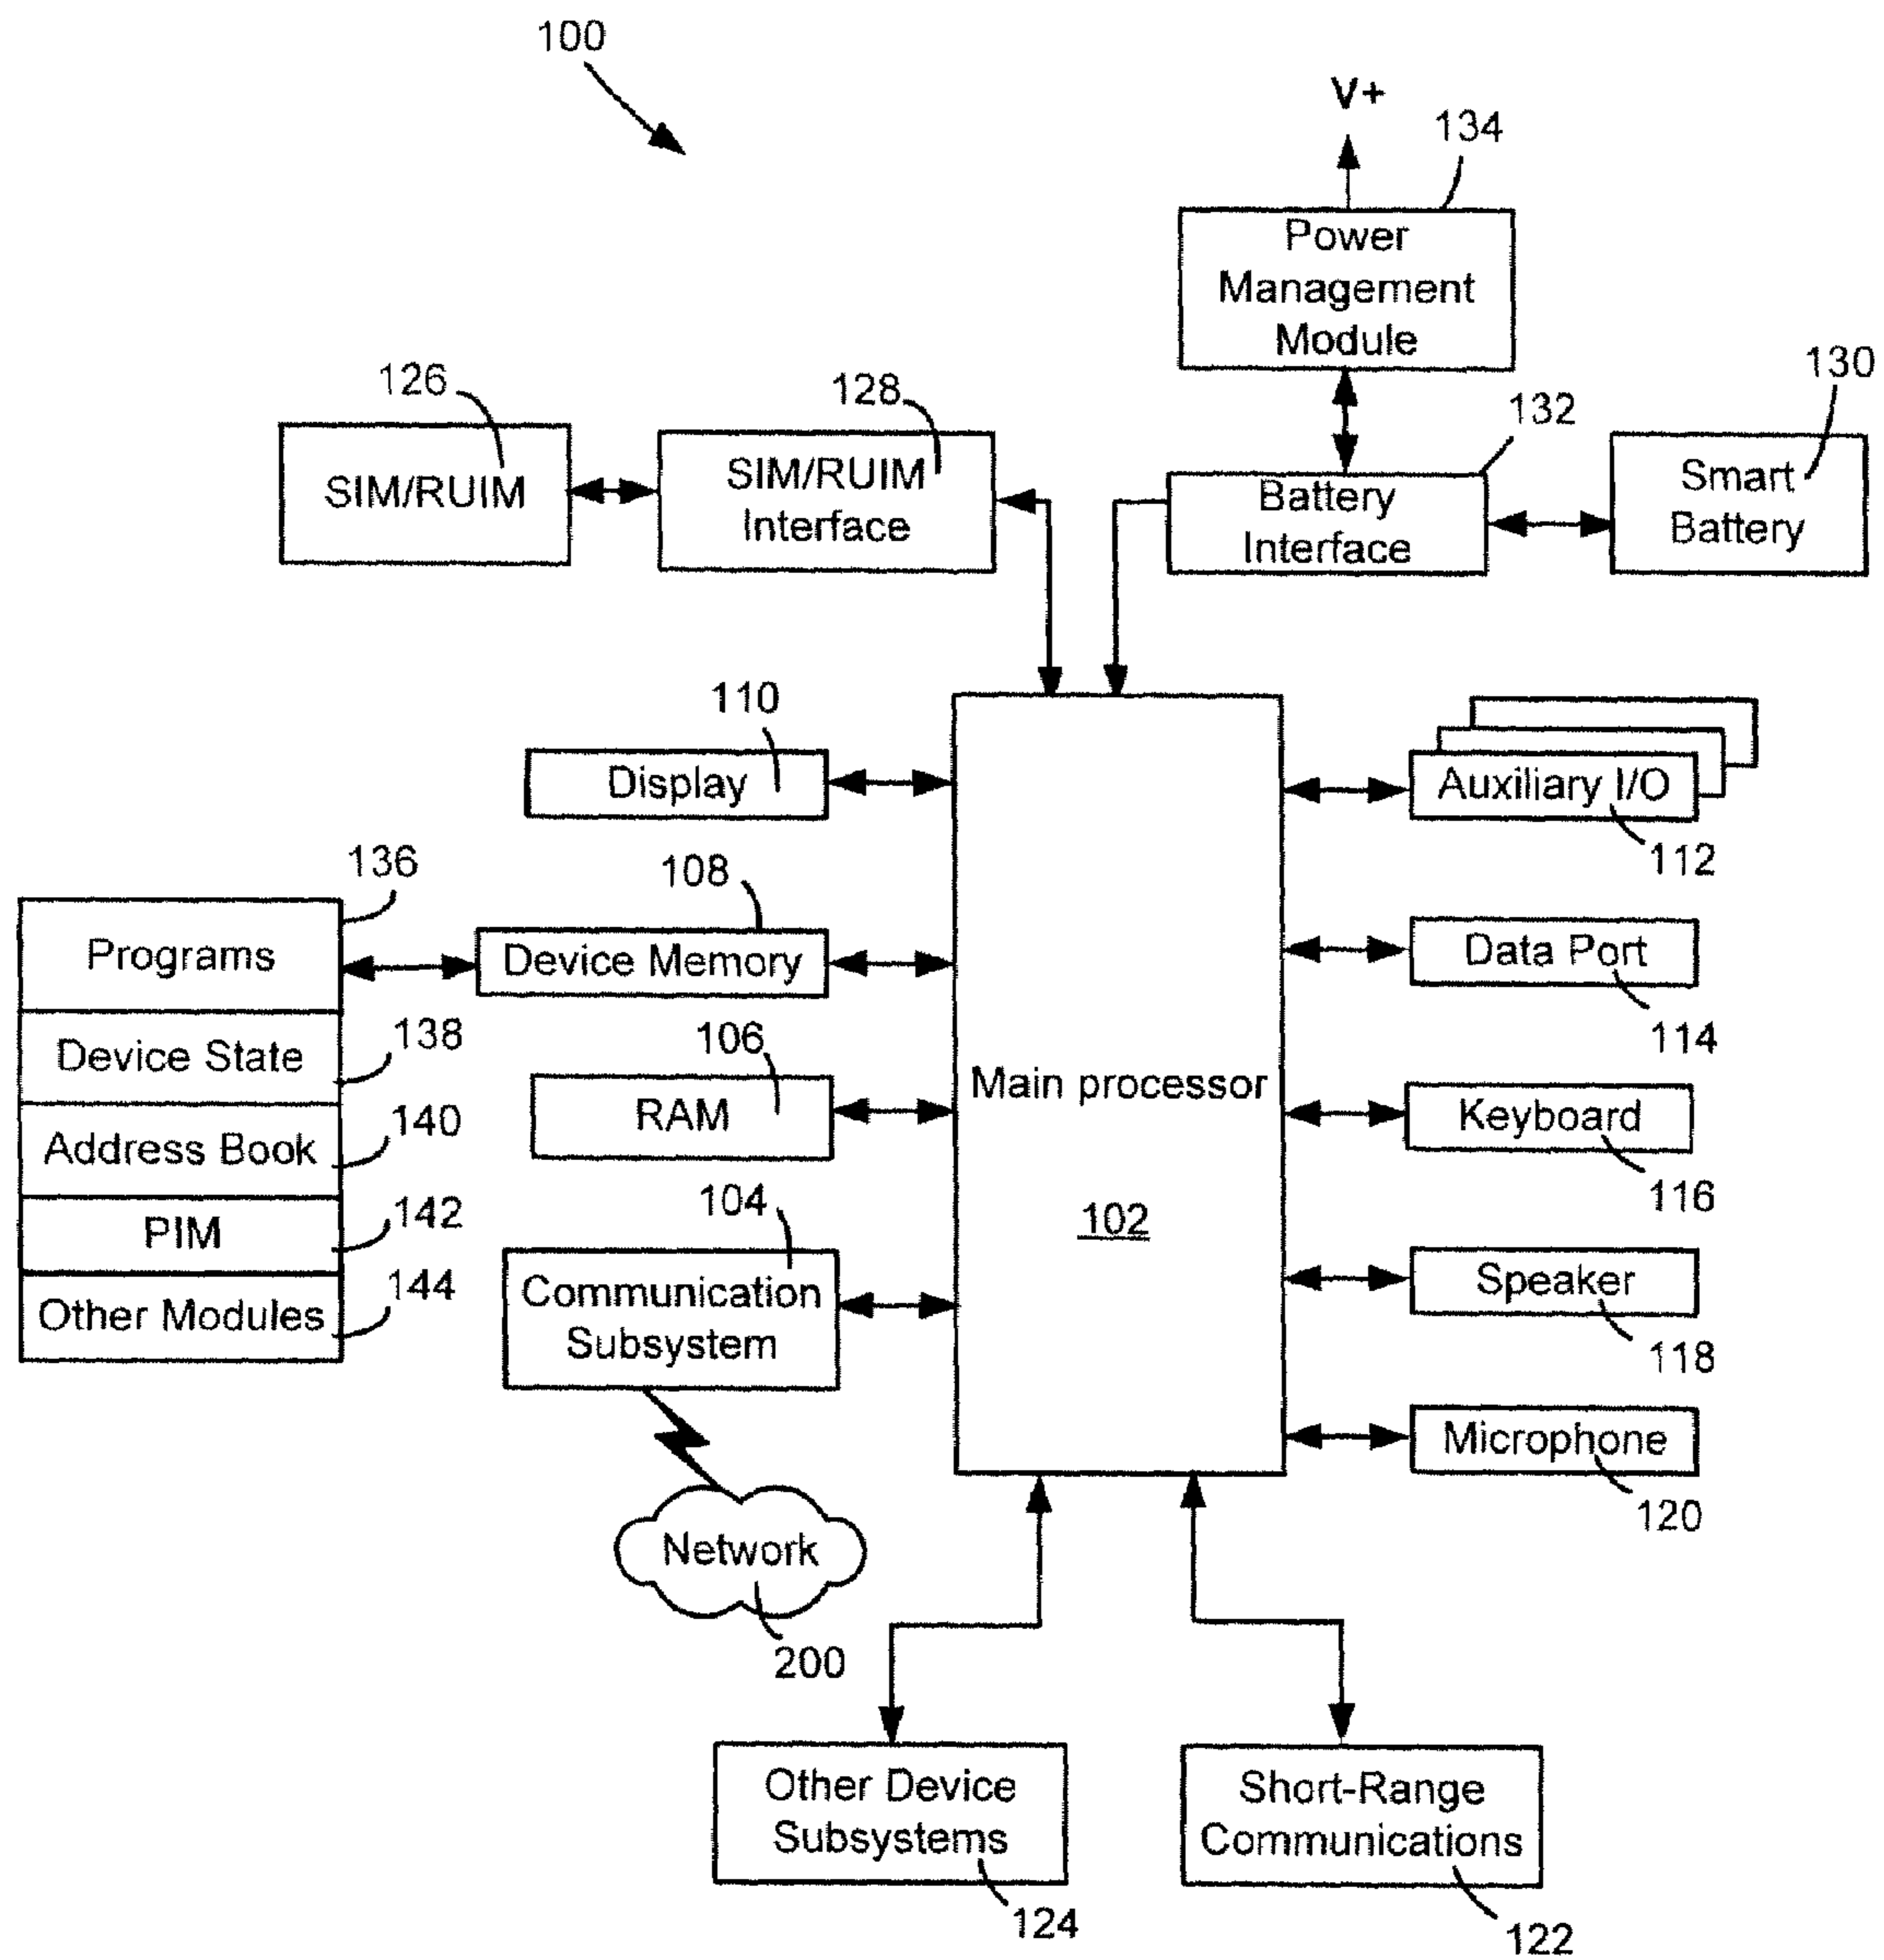 100
V+
134
Power
Management
Module
126
SIM/RUIM
128
SIM/RUIM
Interface
132
Battery
Interface
130
Smart
Battery
110
Display
Auxiliary I/O
112
136
Programs
108
Device Memory
Data Port
114
Device State
138
106
RAM
Main processor
102
Keyboard
116
Address Book
140
PIM
142
Other Modules
144
104
Communication
Subsystem
Speaker
118
Microphone
120
Network
200
Other Device
Subsystems
124
Short-Range
Communications
122